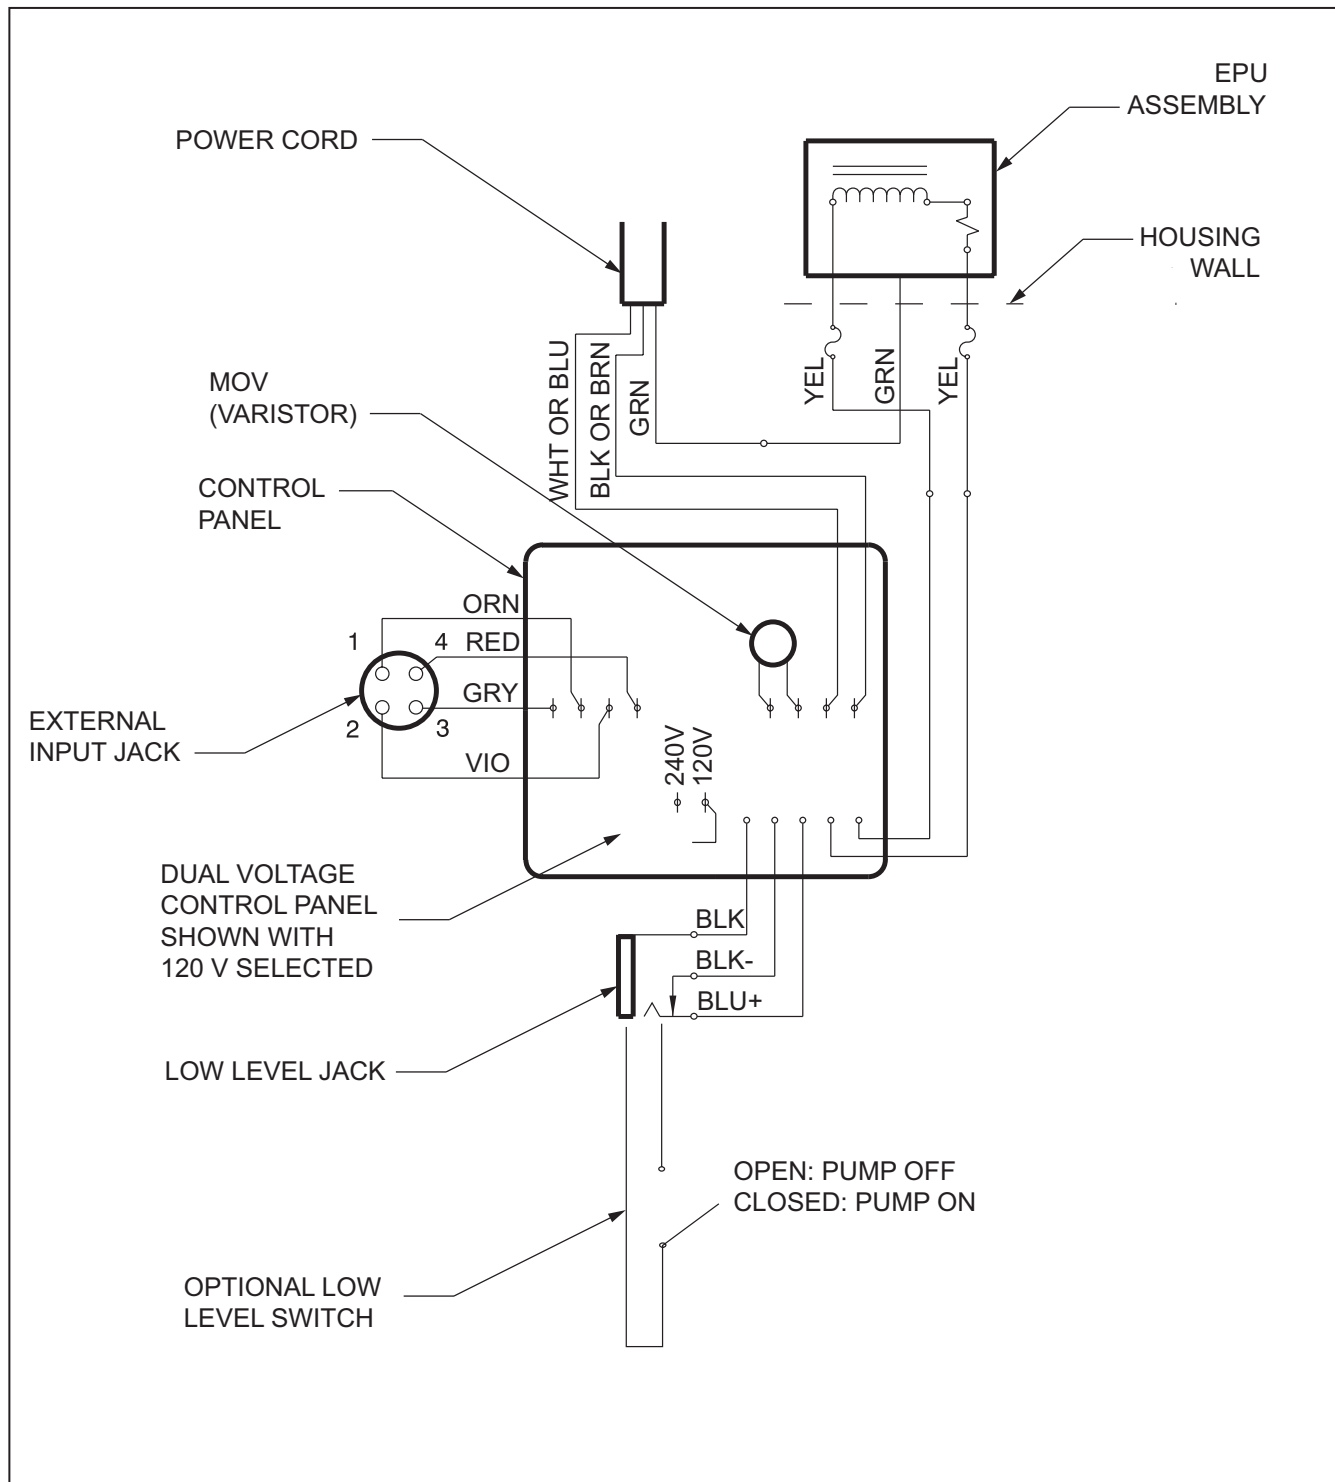 EPU
ASSEMBLY
POWER CORD
HOUSING
WALL
MOV
(VARISTOR)
WHT OR BLU
BLK OR BRN
GRN
YEL
GRN
YEL
CONTROL
PANEL
ORN
1
4
RED
GRY
EXTERNAL
INPUT JACK
2
3
VIO
240V
120V
DUAL VOLTAGE
CONTROL PANEL
SHOWN WITH
120 V SELECTED
BLK
BLK-
BLU+
LOW LEVEL JACK
OPEN: PUMP OFF
CLOSED: PUMP ON
OPTIONAL LOW
LEVEL SWITCH